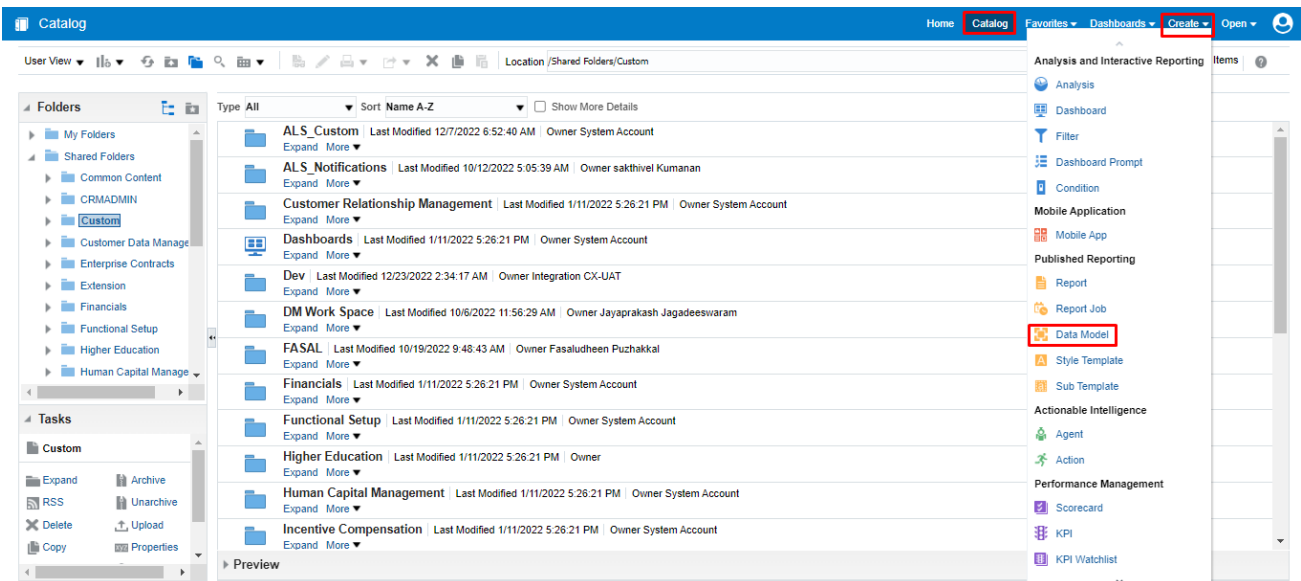 Catalog
Home Catalog Favorites Dashboards Create Open
User View
Location /Shared Folders/Custom
Items
Folders
My Folders
Shared Folders
Common Content
CRMADMIN
Custom
Customer Data Manage
Enterprise Contracts
Extension
Financials
Functional Setup
Higher Education
Human Capital Manage
Tasks
Custom
Expand Archive
RSS Unarchive
Delete Upload
Copy Properties
Type All Sort Name A-Z Show More Details
ALS_Custom Last Modified 12/7/2022 6:52:40 AM Owner System Account
Expand More
ALS_Notifications Last Modified 10/12/2022 5:05:39 AM Owner sakthivel Kumanan
Expand More
Customer Relationship Management Last Modified 1/11/2022 5:26:21 PM Owner System Account
Expand More
Dashboards Last Modified 1/11/2022 5:26:21 PM Owner System Account
Expand More
Dev Last Modified 12/23/2022 2:34:17 AM Owner Integration CX-UAT
Expand More
DM Work Space Last Modified 10/6/2022 11:56:29 AM Owner Jayaprakash Jagadeeswaram
Expand More
FASAL Last Modified 10/19/2022 9:48:43 AM Owner Fasaludheen Puzhakkal
Expand More
Financials Last Modified 1/11/2022 5:26:21 PM Owner System Account
Expand More
Functional Setup Last Modified 1/11/2022 5:26:21 PM Owner System Account
Expand More
Higher Education Last Modified 1/11/2022 5:26:21 PM Owner
Expand More
Human Capital Management Last Modified 1/11/2022 5:26:21 PM Owner System Account
Expand More
Incentive Compensation Last Modified 1/11/2022 5:26:21 PM Owner System Account
Expand More
Preview
Analysis and Interactive Reporting
Analysis
Dashboard
Filter
Dashboard Prompt
Condition
Mobile Application
Mobile App
Published Reporting
Report
Report Job
Data Model
Style Template
Sub Template
Actionable Intelligence
Agent
Action
Performance Management
Scorecard
KPI
KPI Watchlist